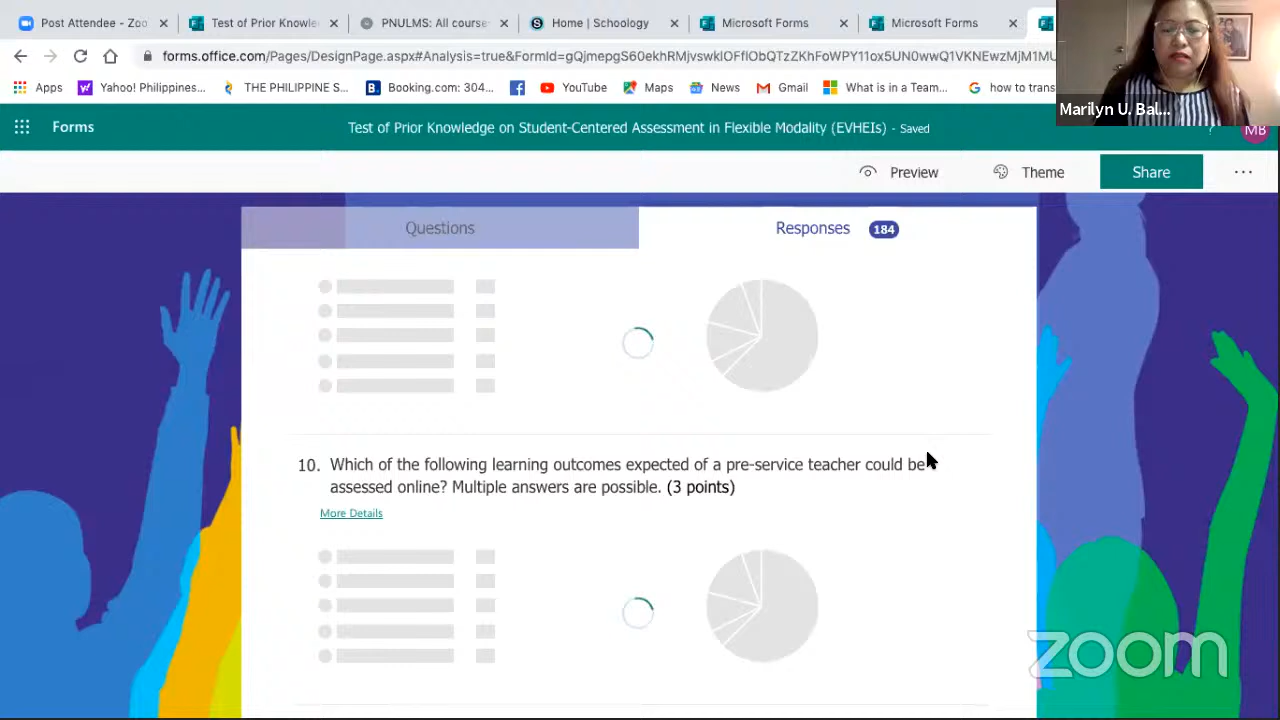 Post Attendee - Zoo
Test of Prior Knowle
PNULMS: All course
Home | Schoology
Microsoft Forms
Microsoft Forms
forms.office.com/Pages/DesignPage.aspx#Analysis=true&FormId=
Apps
Yahoo! Philippines...
THE PHILIPPINE S...
Booking.com: 304...
YouTube
Maps
News
Gmail
What is in a Team...
how to trans
Marilyn U. Bal...
Forms
Test of Prior Knowledge on Student-Centered Assessment in Flexible Modality (EVHEIs) - Saved
?
MB
Preview
Theme
Share
...
Questions
Responses 184
10. Which of the following learning outcomes expected of a pre-service teacher could be
assessed online? Multiple answers are possible. (3 points)
More Details
zoom